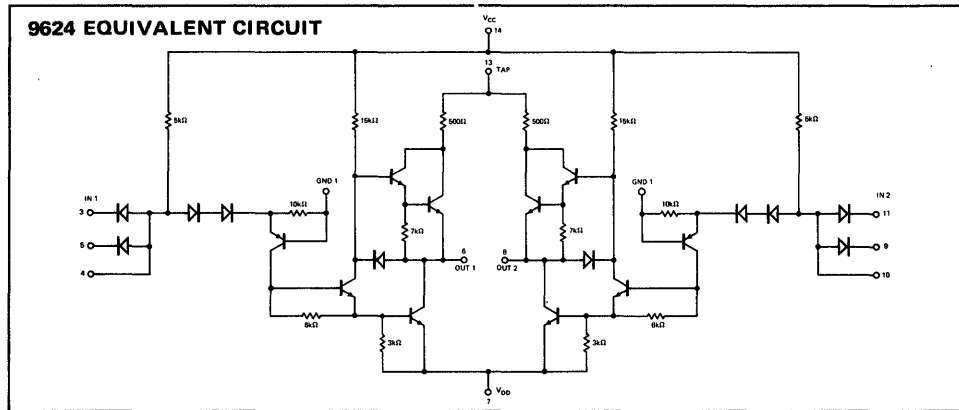 9624 EQUIVALENT CIRCUIT
VCC
14
13 TAP
5kΩ
15kΩ
500Ω
500Ω
15kΩ
5kΩ
IN 1
3
5
4
GND 1
10kΩ
7kΩ
6
OUT 1
6kΩ
3kΩ
GND 1
10kΩ
7kΩ
8
OUT 2
6kΩ
3kΩ
IN 2
11
9
10
VDD
7